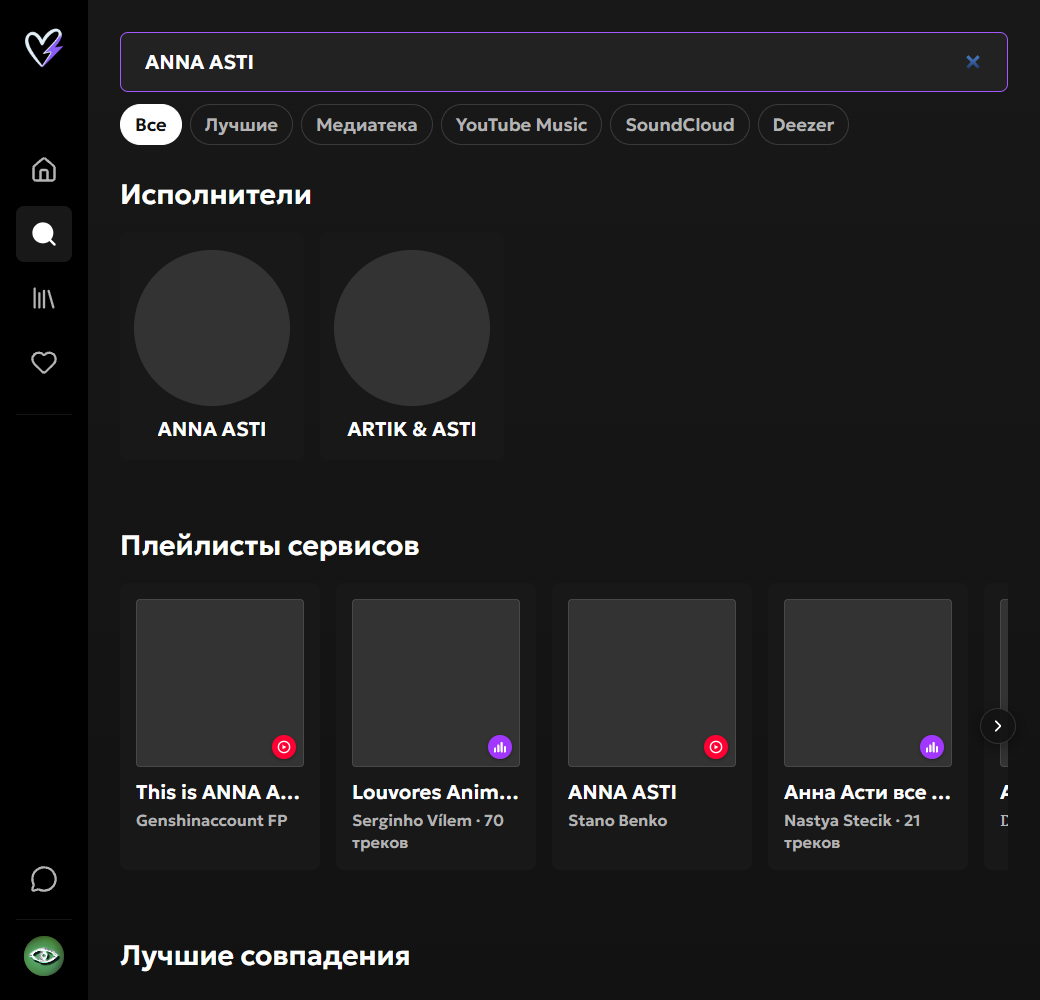 ANNA ASTI
Все
Лучшие
Медиатека
YouTube Music
SoundCloud
Deezer
Исполнители
ANNA ASTI
ARTIK & ASTI
Плейлисты сервисов
This is ANNA A...
Genshinaccount FP
Louvores Anim...
Serginho Vílem · 70
треков
ANNA ASTI
Stano Benko
Анна Асти все ...
Nastya Stecik · 21
треков
Лучшие совпадения